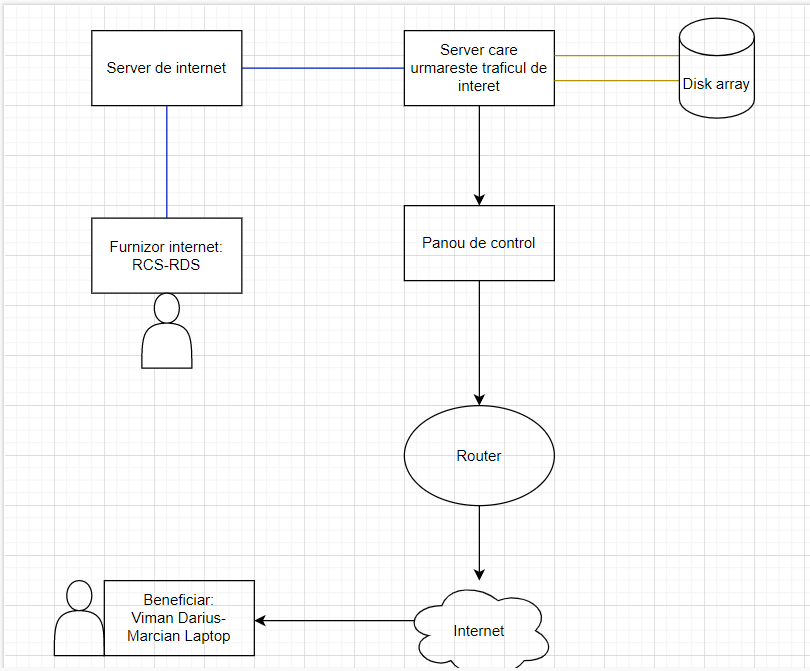 Server de internet
Server care
urmareste traficul de
interet
Disk array
Furnizor internet:
RCS-RDS
Panou de control
Router
Beneficiar:
Viman Darius-
Marcian Laptop
Internet